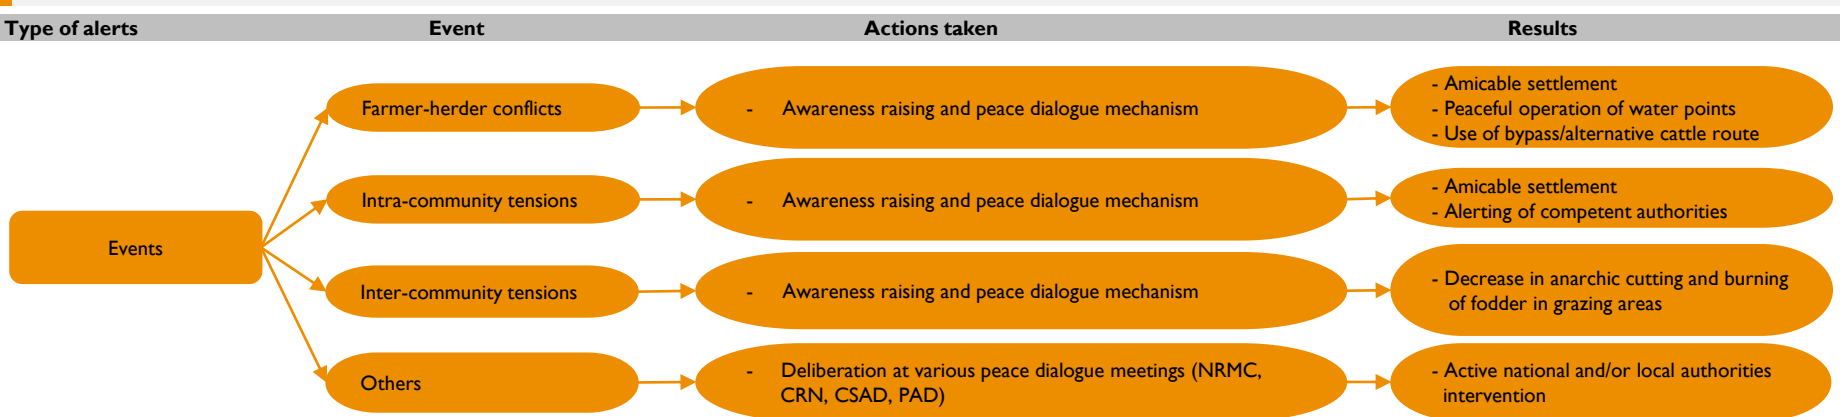 Type of alerts
Event
Actions taken
Results
Events
Farmer-herder conflicts
- Awareness raising and peace dialogue mechanism
- Amicable settlement
- Peaceful operation of water points
- Use of bypass/alternative cattle route
Intra-community tensions
- Awareness raising and peace dialogue mechanism
- Amicable settlement
- Alerting of competent authorities
Inter-community tensions
- Awareness raising and peace dialogue mechanism
- Decrease in anarchic cutting and burning
of fodder in grazing areas
Others
- Deliberation at various peace dialogue meetings (NRMC,
CRN, CSAD, PAD)
- Active national and/or local authorities
intervention